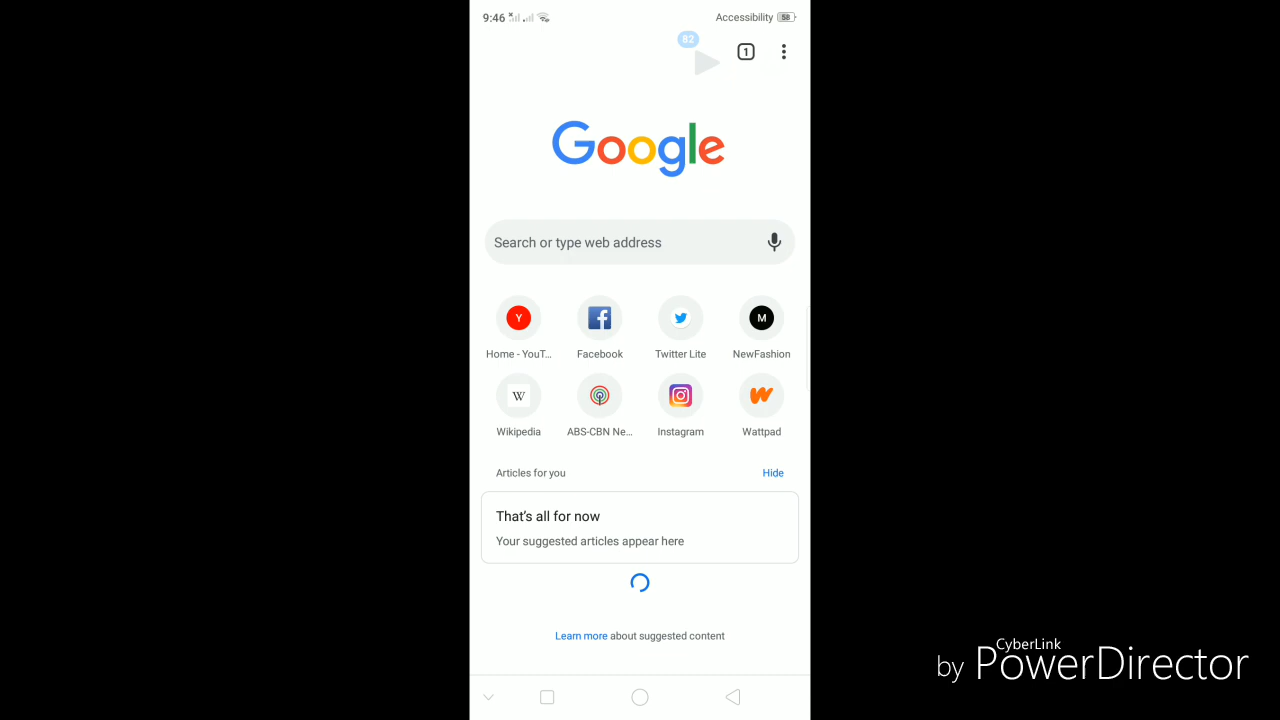 9:46
Accessibility 58
82
1
Google
Search or type web address
Y
M
Home - YouT...
Facebook
Twitter Lite
NewFashion
W
Wikipedia
ABS-CBN Ne...
Instagram
Wattpad
Articles for you
Hide
That's all for now
Your suggested articles appear here
Learn more about suggested content
CyberLink
by PowerDirector